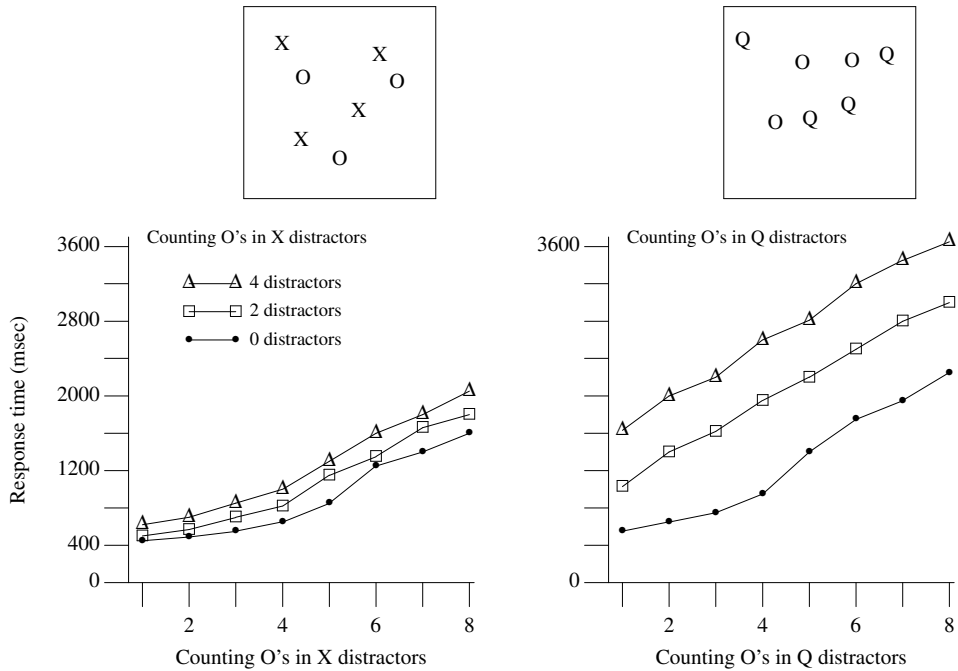 X
X
O
O
X
X
O
Q
O
O
Q
Q
O
Q
Counting O's in X distractors
4 distractors
2 distractors
0 distractors
3600
2800
2000
1200
400
0
Response time (msec)
2
4
6
8
Counting O's in X distractors
Counting O's in Q distractors
3600
0
2
4
6
8
Counting O's in Q distractors